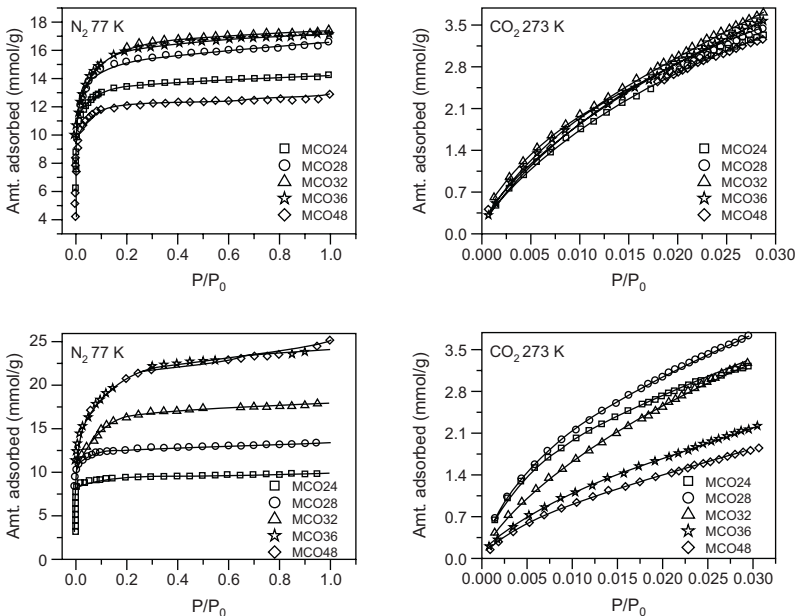 N2 77 K
Amt. adsorbed (mmol/g)
18
16
14
12
10
8
6
4
0.0 0.2 0.4 0.6 0.8 1.0
P/P0
MCO24
MCO28
MCO32
MCO36
MCO48
CO2 273 K
Amt. adsorbed (mmol/g)
3.5
2.8
2.1
1.4
0.7
0.0
0.000 0.005 0.010 0.015 0.020 0.025 0.030
P/P0
MCO24
MCO28
MCO32
MCO36
MCO48
N2 77 K
Amt. adsorbed (mmol/g)
25
20
15
10
5
0
0.0 0.2 0.4 0.6 0.8 1.0
P/P0
MCO24
MCO28
MCO32
MCO36
MCO48
CO2 273 K
Amt. adsorbed (mmol/g)
3.5
2.8
2.1
1.4
0.7
0.0
0.000 0.005 0.010 0.015 0.020 0.025 0.030
P/P0
MCO24
MCO28
MCO32
MCO36
MCO48